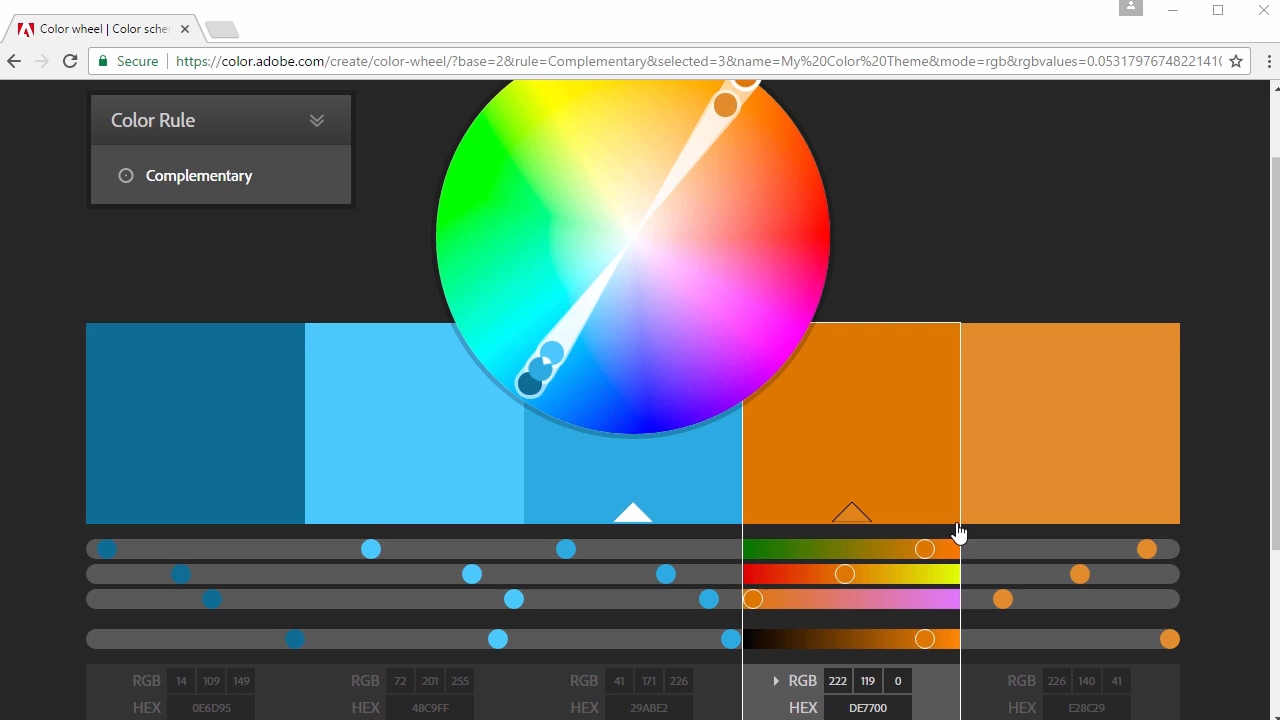 Color wheel | Color scher
Secure https://color.adobe.com/create/color-wheel/?base=2&rule=Complementary&selected=3&name=My%20Color%20Theme&mode=rgb&rgbvalues=0.05317976748221410
Color Rule
Complementary
RGB 14 109 149 RGB 72 201 255 RGB 41 171 226 RGB 222 119 0 RGB 226 140 41
HEX 0E6D95 HEX 48C9FF HEX 29ABE2 HEX DE7700 HEX E28C29